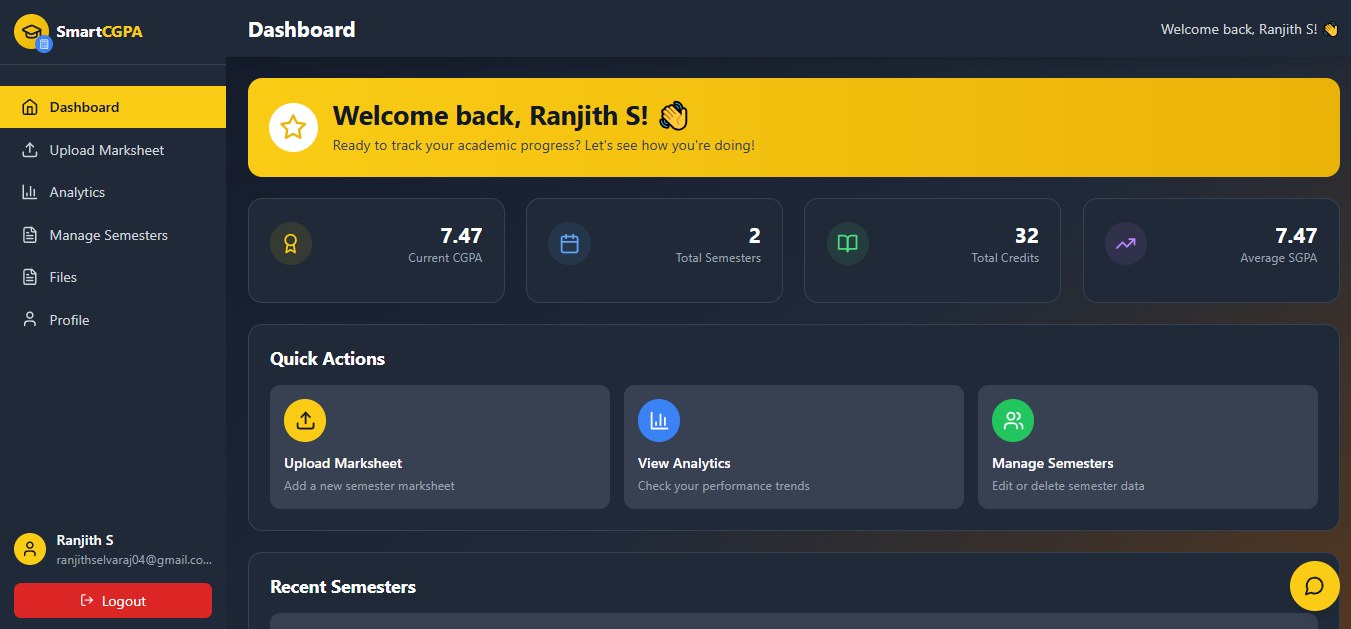 SmartCGPA
Dashboard
Welcome back, Ranjith S! 👋
Dashboard
Upload Marksheet
Analytics
Manage Semesters
Files
Profile
Ranjith S
ranjithselvaraj04@gmail.co...
Logout
Welcome back, Ranjith S! 👋
Ready to track your academic progress? Let's see how you're doing!
7.47
Current CGPA
2
Total Semesters
32
Total Credits
7.47
Average SGPA
Quick Actions
Upload Marksheet
Add a new semester marksheet
View Analytics
Check your performance trends
Manage Semesters
Edit or delete semester data
Recent Semesters